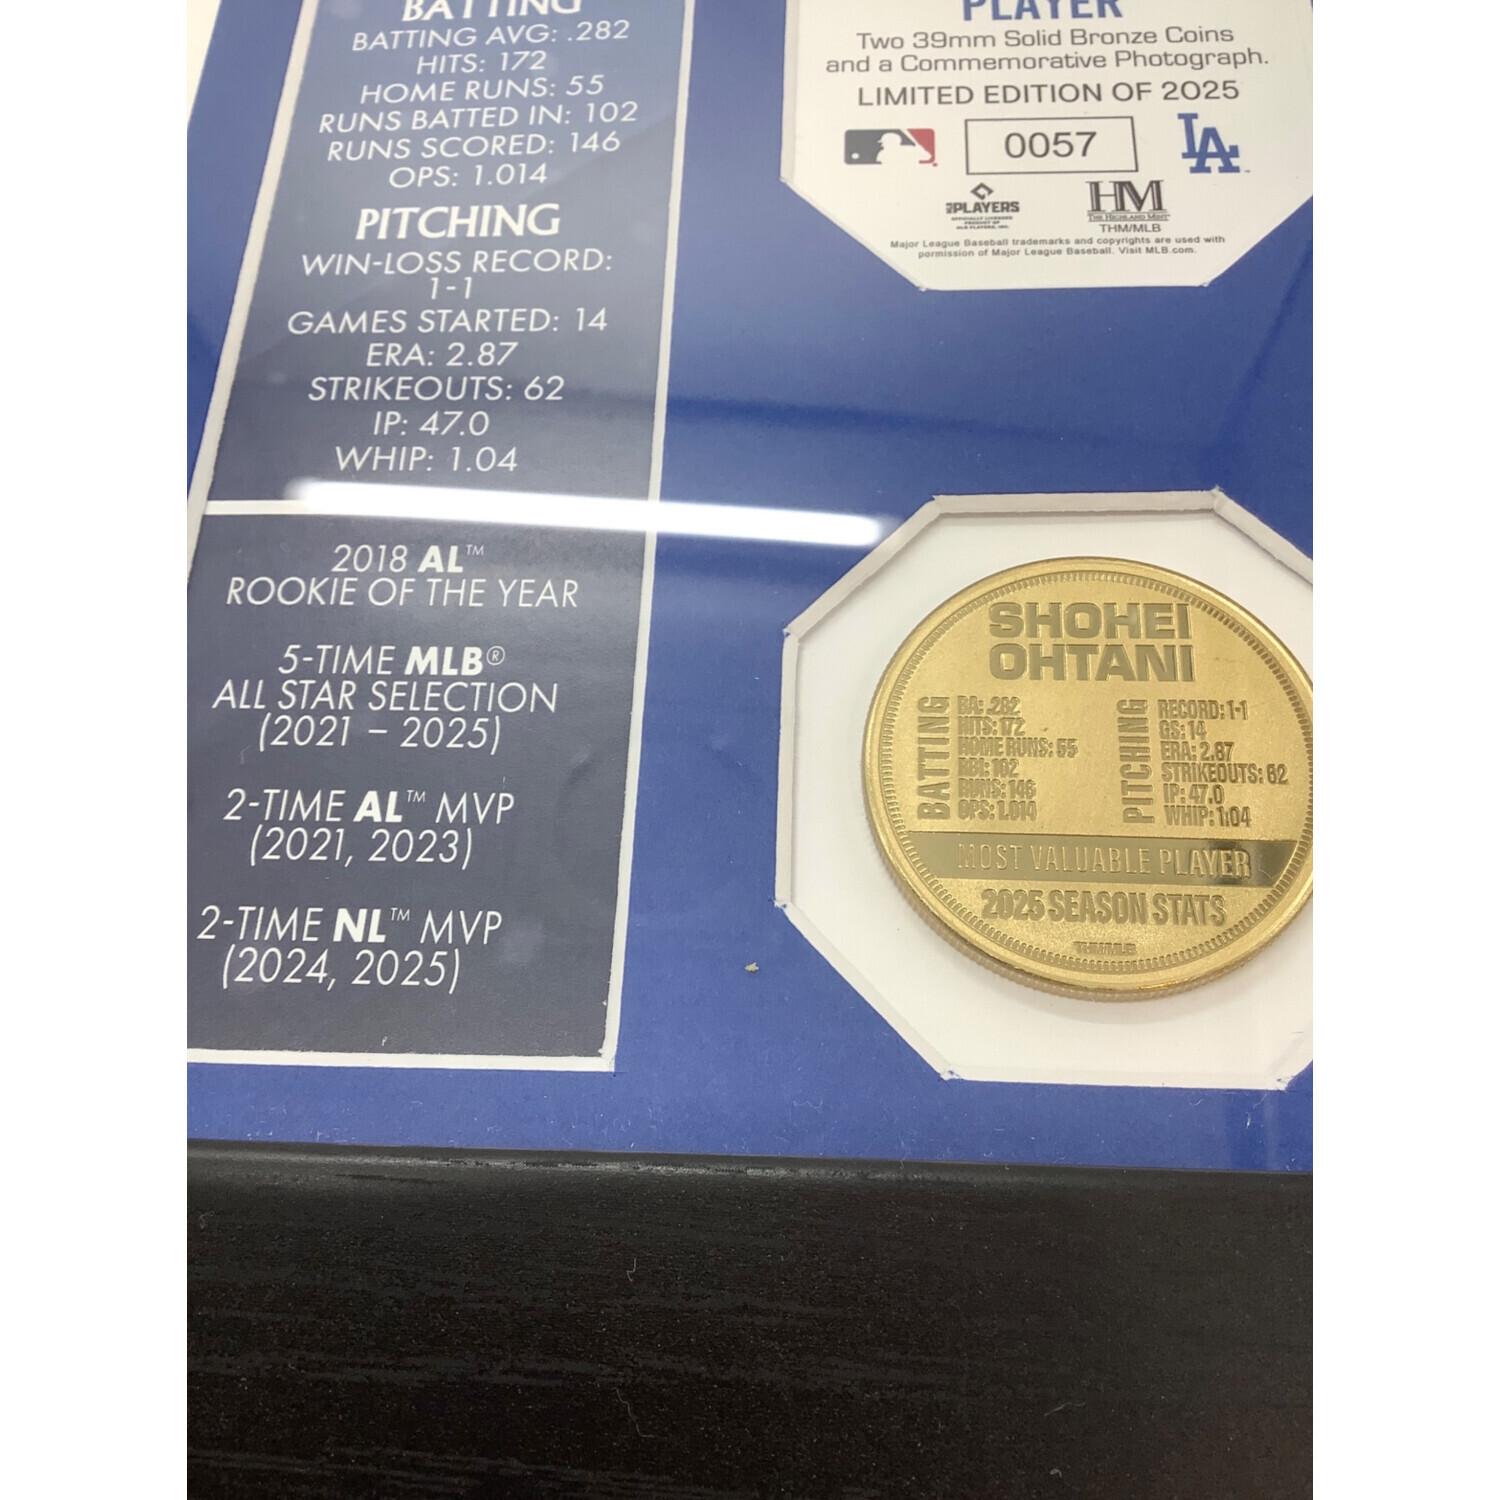 BATTING
BATTING AVG: .282
HITS: 172
HOME RUNS: 55
RUNS BATTED IN: 102
RUNS SCORED: 146
OPS: 1.014
PITCHING
WIN-LOSS RECORD:
1-1
GAMES STARTED: 14
ERA: 2.87
STRIKEOUTS: 62
IP: 47.0
WHIP: 1.04
2018 AL™
ROOKIE OF THE YEAR
5-TIME MLB®
ALL STAR SELECTION
(2021 – 2025)
2-TIME AL™ MVP
(2021, 2023)
2-TIME NL™ MVP
(2024, 2025)
PLAYER
Two 39mm Solid Bronze Coins
and a Commemorative Photograph.
LIMITED EDITION OF 2025
0057
LA
PLAYERS
HM
THE HIGHLAND MINT
THM/MLB
Major League Baseball trademarks and copyrights are used with
permission of Major League Baseball. Visit MLB.com.
SHOHEI
OHTANI
BATTING
BA: .282
HITS: 172
HOME RUNS: 55
RBI: 102
RUNS: 146
OPS: 1.014
PITCHING
RECORD: 1-1
GS: 14
ERA: 2.87
STRIKEOUTS: 62
IP: 47.0
WHIP: 1.04
MOST VALUABLE PLAYER
2025 SEASON STATS
THM/MLB